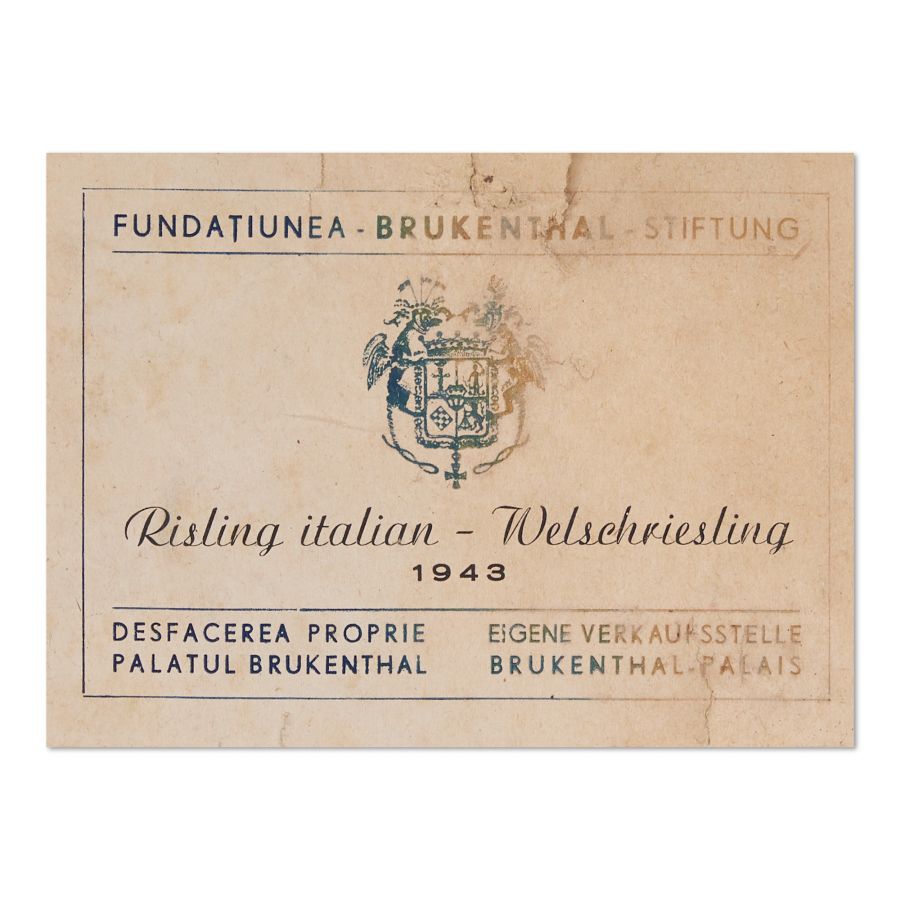 FUNDAȚIUNEA - BRUKENTHAL - STIFTUNG
Risling italian - Welschriesling
1943
DESFACEREA PROPRIE
PALATUL BRUKENTHAL
EIGENE VERKAUFSSTELLE
BRUKENTHAL-PALAIS